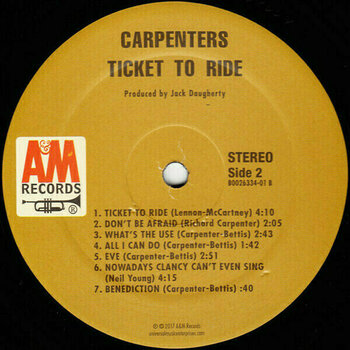 CARPENTERS
TICKET TO RIDE
Produced by Jack Daugherty
A&M
RECORDS
®
STEREO
Side 2
B0026334-01 B
1. TICKET TO RIDE (Lennon-McCartney) 4:10
2. DON'T BE AFRAID (Richard Carpenter) 2:05
3. WHAT'S THE USE (Carpenter-Bettis) 2:43
4. ALL I CAN DO (Carpenter-Bettis) 1:42
5. EVE (Carpenter-Bettis) 2:51
6. NOWADAYS CLANCY CAN'T EVEN SING
(Neil Young) 4:15
7. BENEDICTION (Carpenter-Bettis) :40
℗©2017 A&M Records
universalmusicenterprises.com